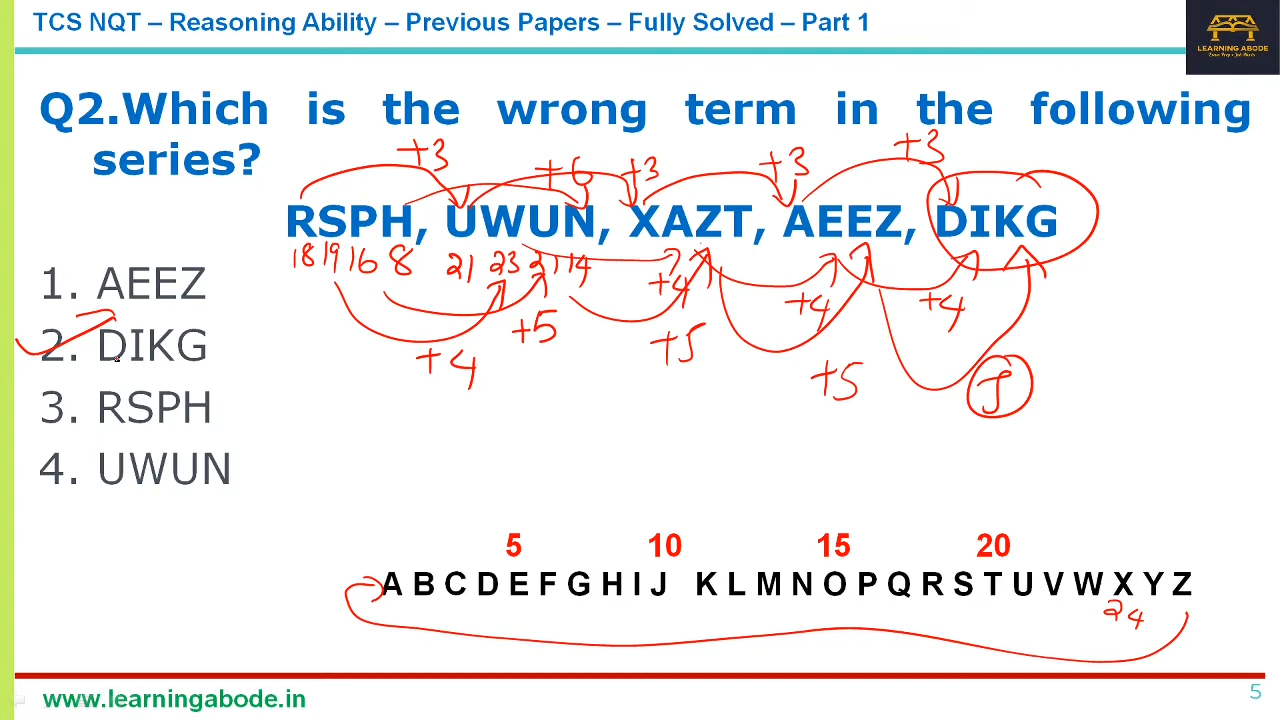 TCS NQT – Reasoning Ability – Previous Papers – Fully Solved – Part 1
LEARNING ABODE
Q2.Which is the wrong term in the following
series?
+3 +6 +3 +3 +3
RSPH, UWUN, XAZT, AEEZ, DIKG
18 19 16 8 21 23 21 14
+4 +5 +4 +5 +4 +5 +4 J
1. AEEZ
2. DIKG
3. RSPH
4. UWUN
5 10 15 20
A B C D E F G H I J K L M N O P Q R S T U V W X Y Z
24
www.learningabode.in
5